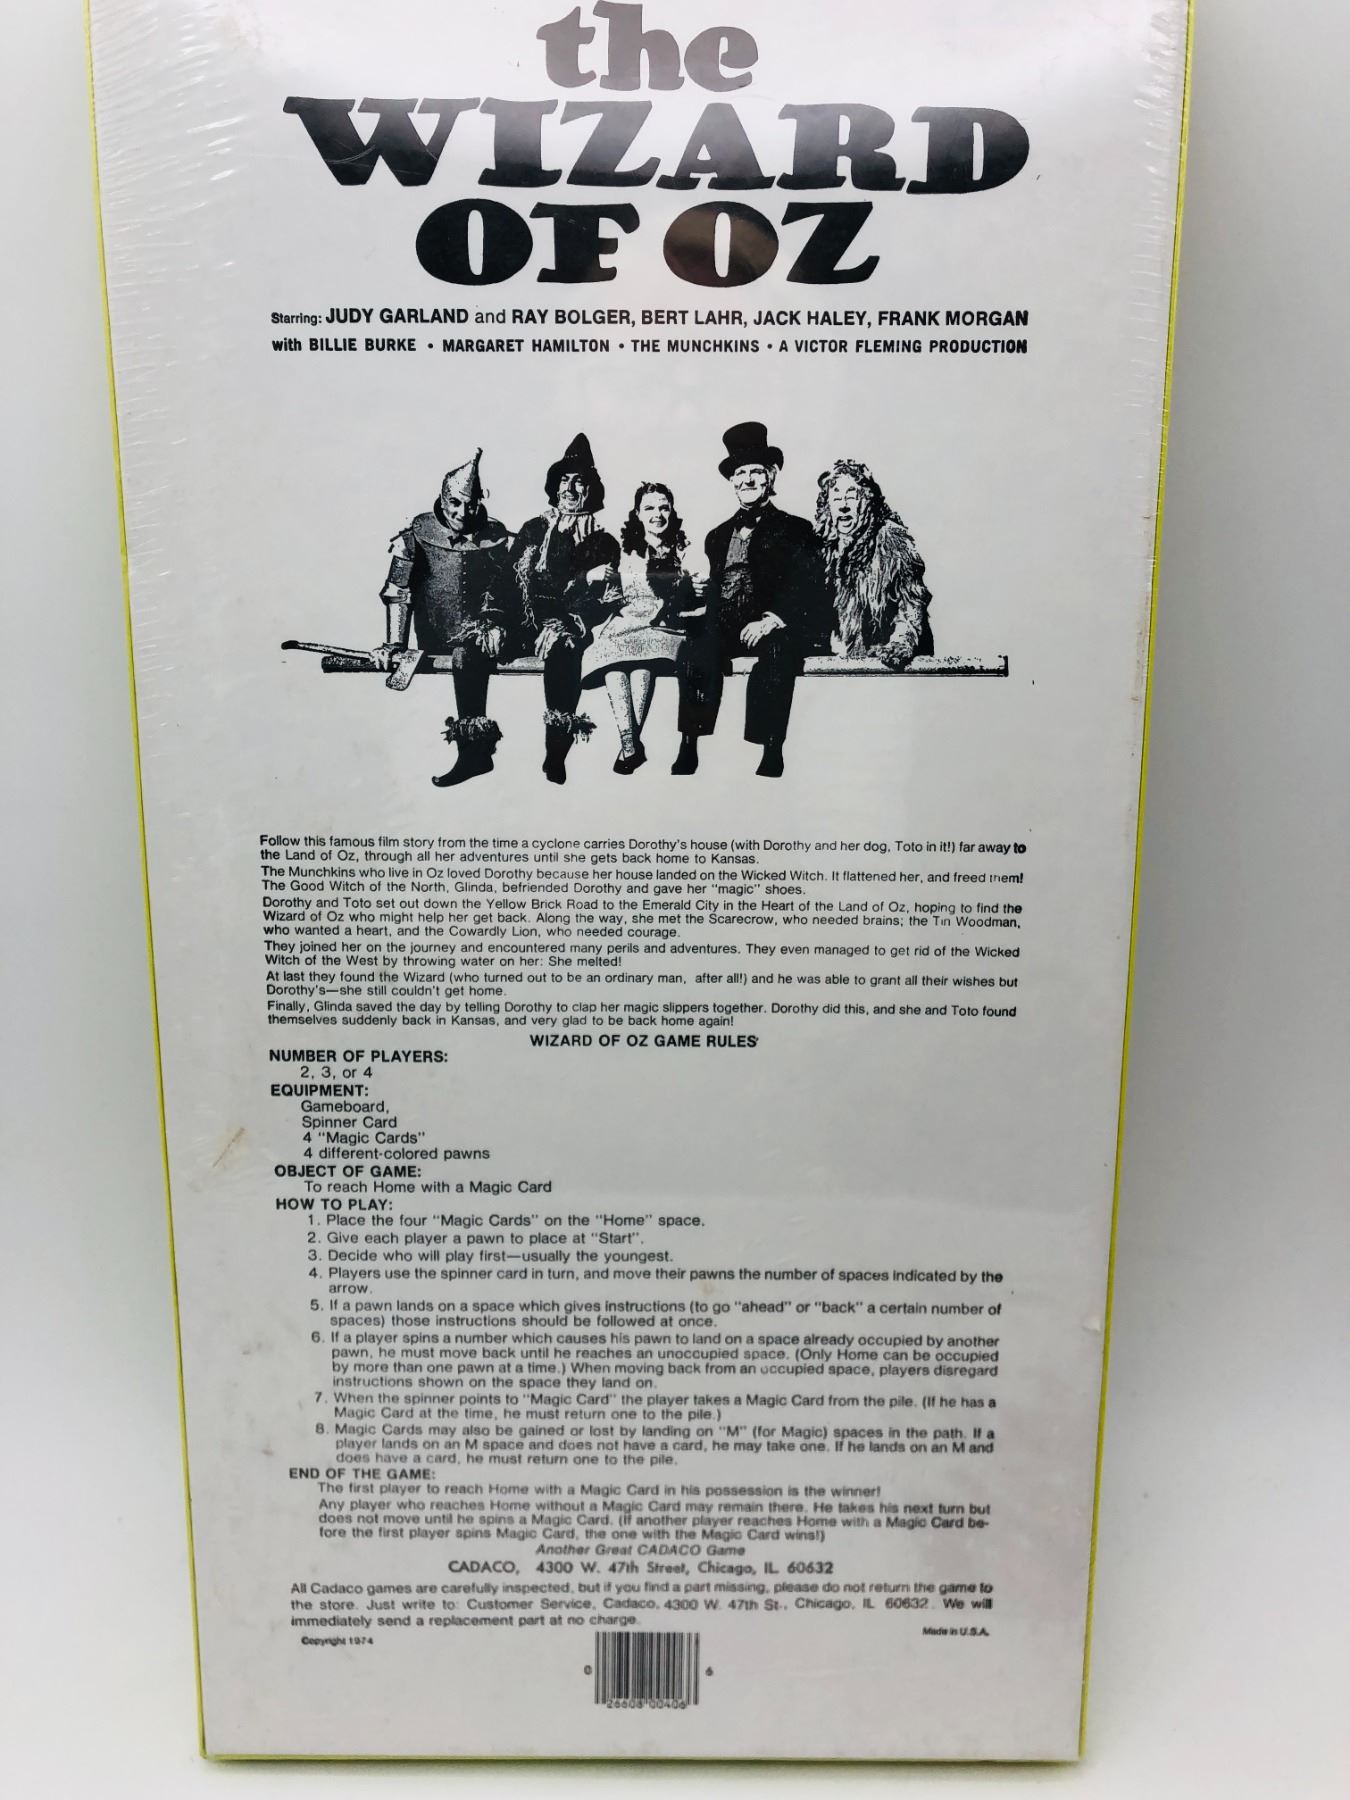 the
WIZARD
OF OZ
Starring: JUDY GARLAND and RAY BOLGER, BERT LAHR, JACK HALEY, FRANK MORGAN
with BILLIE BURKE • MARGARET HAMILTON • THE MUNCHKINS • A VICTOR FLEMING PRODUCTION
Follow this famous film story from the time a cyclone carries Dorothy's house (with Dorothy and her dog, Toto in it!) far away to
the Land of Oz, through all her adventures until she gets back home to Kansas.
The Munchkins who live in Oz loved Dorothy because her house landed on the Wicked Witch. It flattened her, and freed them!
The Good Witch of the North, Glinda, befriended Dorothy and gave her "magic" shoes.
Dorothy and Toto set out down the Yellow Brick Road to the Emerald City in the Heart of the Land of Oz, hoping to find the
Wizard of Oz who might help her get back. Along the way, she met the Scarecrow, who needed brains; the Tin Woodman,
who wanted a heart, and the Cowardly Lion, who needed courage.
They joined her on the journey and encountered many perils and adventures. They even managed to get rid of the Wicked
Witch of the West by throwing water on her: She melted!
At last they found the Wizard (who turned out to be an ordinary man, after all!) and he was able to grant all their wishes but
Dorothy's—she still couldn't get home.
Finally, Glinda saved the day by telling Dorothy to clap her magic slippers together. Dorothy did this, and she and Toto found
themselves suddenly back in Kansas, and very glad to be back home again!
WIZARD OF OZ GAME RULES
NUMBER OF PLAYERS:
2, 3, or 4
EQUIPMENT:
Gameboard,
Spinner Card
4 "Magic Cards"
4 different-colored pawns
OBJECT OF GAME:
To reach Home with a Magic Card
HOW TO PLAY:
1. Place the four "Magic Cards" on the "Home" space.
2. Give each player a pawn to place at "Start".
3. Decide who will play first—usually the youngest.
4. Players use the spinner card in turn, and move their pawns the number of spaces indicated by the
arrow.
5. If a pawn lands on a space which gives instructions (to go "ahead" or "back" a certain number of
spaces) those instructions should be followed at once.
6. If a player spins a number which causes his pawn to land on a space already occupied by another
pawn, he must move back until he reaches an unoccupied space. (Only Home can be occupied
by more than one pawn at a time.) When moving back from an occupied space, players disregard
instructions shown on the space they land on.
7. When the spinner points to "Magic Card" the player takes a Magic Card from the pile. (If he has a
Magic Card at the time, he must return one to the pile.)
8. Magic Cards may also be gained or lost by landing on "M" (for Magic) spaces in the path. If a
player lands on an M space and does not have a card, he may take one. If he lands on an M and
does have a card, he must return one to the pile.
END OF THE GAME:
The first player to reach Home with a Magic Card in his possession is the winner!
Any player who reaches Home without a Magic Card may remain there. He takes his next turn but
does not move until he spins a Magic Card. (If another player reaches Home with a Magic Card be-
fore the first player spins Magic Card, the one with the Magic Card wins!)
Another Great CADACO Game
CADACO, 4300 W. 47th Street, Chicago, IL 60632
All Cadaco games are carefully inspected, but if you find a part missing, please do not return the game to
the store. Just write to: Customer Service, Cadaco, 4300 W. 47th St., Chicago, IL 60632. We will
immediately send a replacement part at no charge.
Copyright 1974
Made in U.S.A.
0 26608 00406 6